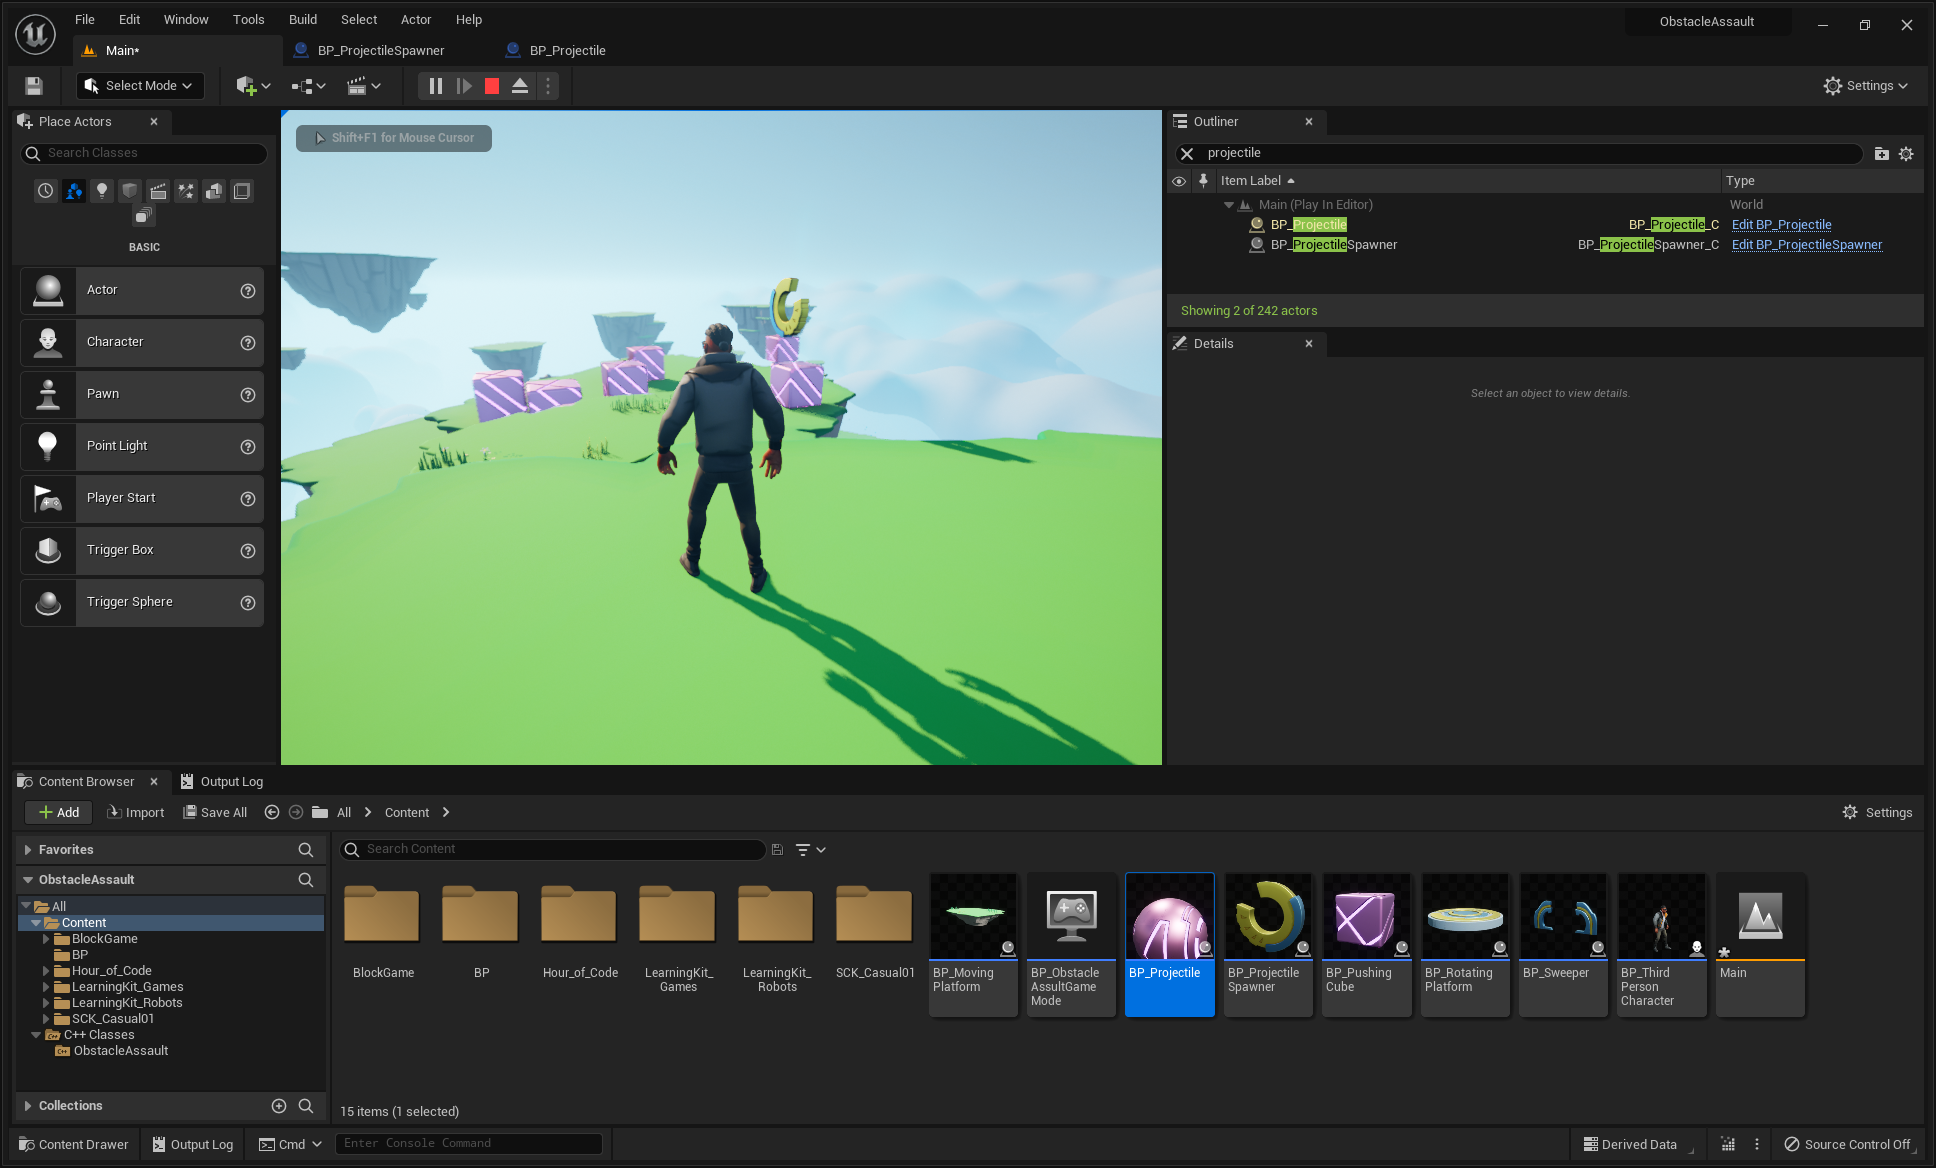 File Edit Window Tools Build Select Actor Help
ObstacleAssault
Main*
BP_ProjectileSpawner
BP_Projectile
Select Mode
Settings
Place Actors
Search Classes
BASIC
Actor
Character
Pawn
Point Light
Player Start
Trigger Box
Trigger Sphere
Shift+F1 for Mouse Cursor
Outliner
projectile
Item Label
Type
Main (Play In Editor)
World
BP_Projectile
BP_Projectile_C
Edit BP_Projectile
BP_ProjectileSpawner
BP_ProjectileSpawner_C
Edit BP_ProjectileSpawner
Showing 2 of 242 actors
Details
Select an object to view details.
Content Browser
Output Log
Add
Import
Save All
All
Content
Settings
Favorites
ObstacleAssault
All
Content
BlockGame
BP
Hour_of_Code
LearningKit_Games
LearningKit_Robots
SCK_Casual01
C++ Classes
ObstacleAssault
Collections
Search Content
BlockGame
BP
Hour_of_Code
LearningKit_
Games
LearningKit_
Robots
SCK_Casual01
BP_Moving
Platform
BP_Obstacle
AssultGame
Mode
BP_Projectile
BP_Projectile
Spawner
BP_Pushing
Cube
BP_Rotating
Platform
BP_Sweeper
BP_Third
Person
Character
Main
15 items (1 selected)
Content Drawer
Output Log
Cmd
Enter Console Command
Derived Data
Source Control Off